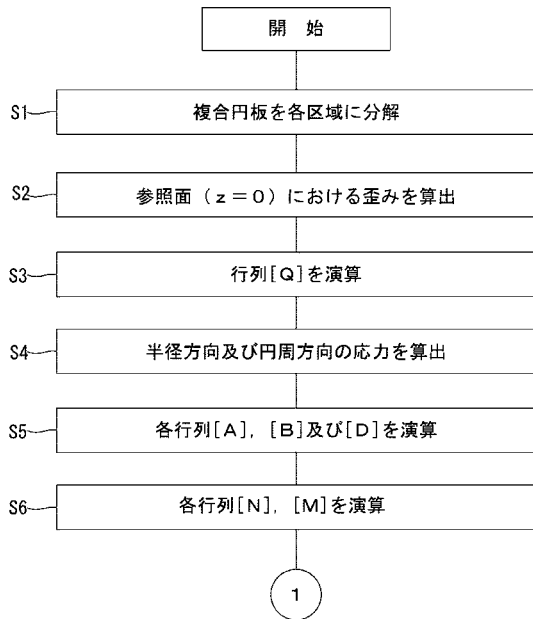 開 始
S1 複合円板を各区域に分解
S2 参照面（z＝0）における歪みを算出
S3 行列[Q]を演算
S4 半径方向及び円周方向の応力を算出
S5 各行列[A]，[B]及び[D]を演算
S6 各行列[N]，[M]を演算
1